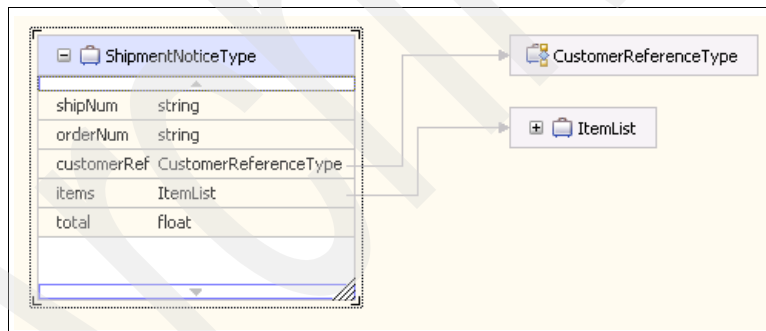 ShipmentNoticeType
shipNum string
orderNum string
customerRef CustomerReferenceType
items ItemList
total float
CustomerReferenceType
ItemList